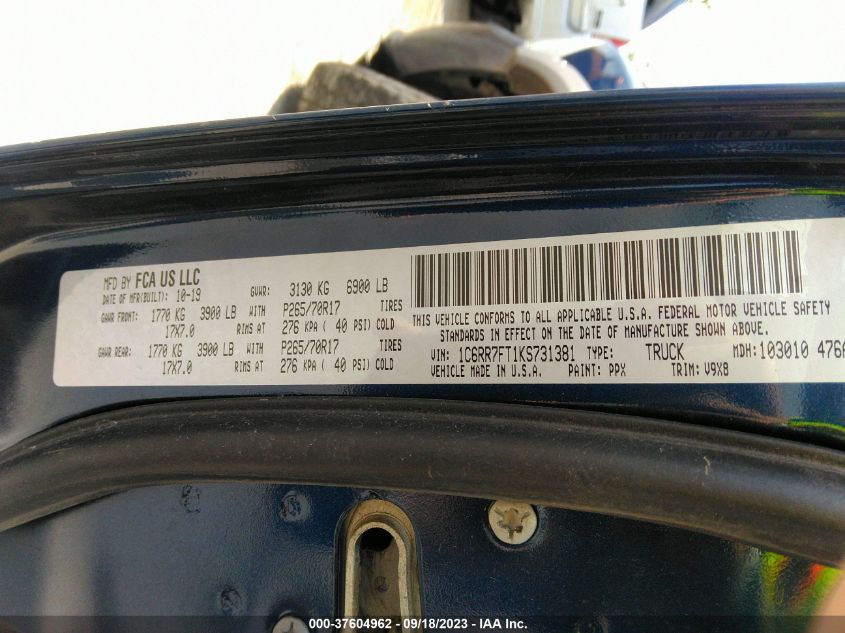 MFD BY FCA US LLC
DATE OF MFR(BUILT): 10-19 GVWR: 3130 KG 6900 LB
GAWR FRONT: 1770 KG 3900 LB WITH P265/70R17 TIRES
17X7.0 RIMS AT 276 KPA ( 40 PSI) COLD
GAWR REAR: 1770 KG 3900 LB WITH P265/70R17 TIRES
17X7.0 RIMS AT 276 KPA ( 40 PSI) COLD
THIS VEHICLE CONFORMS TO ALL APPLICABLE U.S.A. FEDERAL MOTOR VEHICLE SAFETY
STANDARDS IN EFFECT ON THE DATE OF MANUFACTURE SHOWN ABOVE.
VIN: 1C6RR7FT1KS731381 TYPE: TRUCK MDH: 103010 476A
VEHICLE MADE IN U.S.A. PAINT: PPX TRIM: V9X8
000-37604962 - 09/18/2023 - IAA Inc.